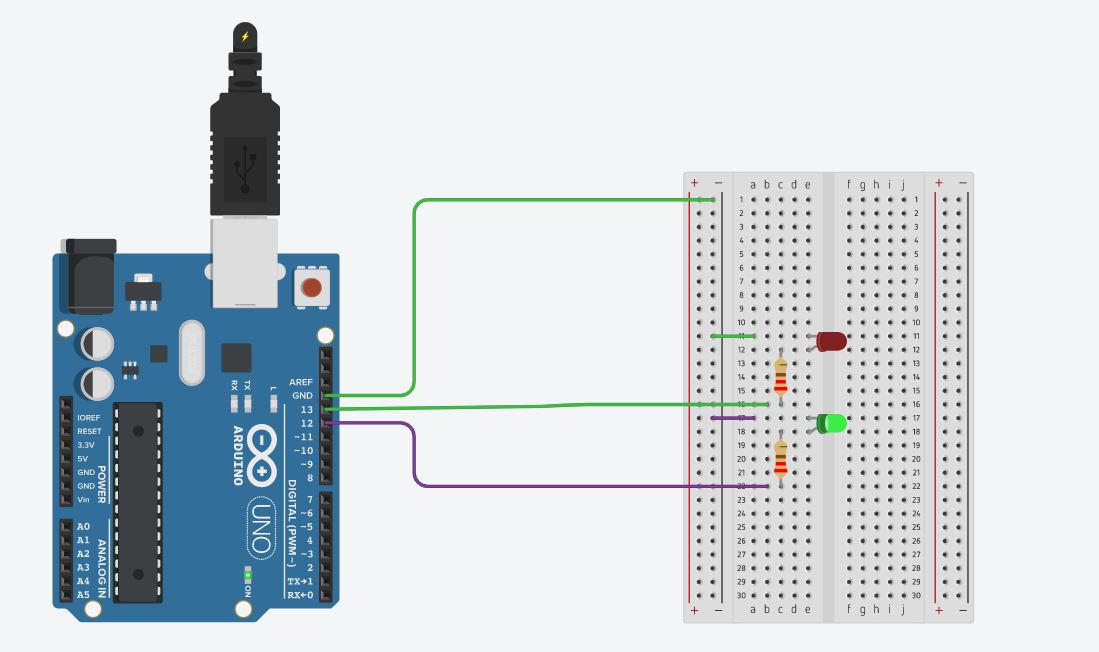 AREF
GND
13
12
~11
~10
~9
8
7
~6
~5
4
~3
2
TX→1
RX←0
DIGITAL (PWM~)
IOREF
RESET
3.3V
5V
GND
GND
Vin
POWER
A0
A1
A2
A3
A4
A5
ANALOG IN
RX
TX
L
ARDUINO
UNO
ON
+ − a b c d e f g h i j + −
1 1
2 2
3 3
4 4
5 5
6 6
7 7
8 8
9 9
10 10
11 11
12 12
13 13
14 14
15 15
16 16
17 17
18 18
19 19
20 20
21 21
22 22
23 23
24 24
25 25
26 26
27 27
28 28
29 29
30 30
+ − a b c d e f g h i j + −